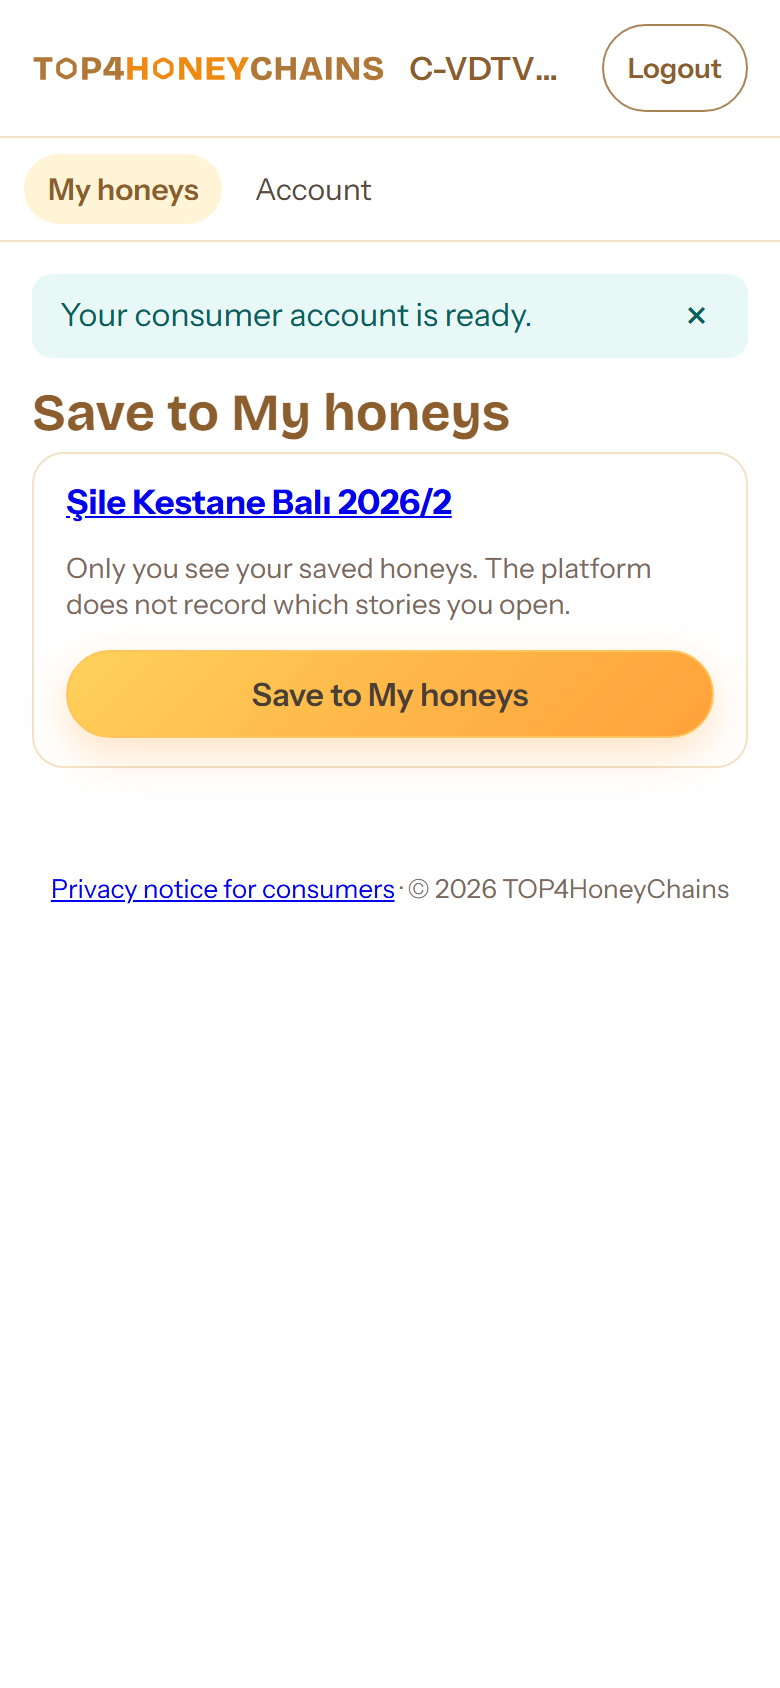 TOP4HONEYCHAINS C-VDTV... Logout
My honeys Account
Your consumer account is ready. ×
Save to My honeys
Şile Kestane Balı 2026/2
Only you see your saved honeys. The platform
does not record which stories you open.
Save to My honeys
Privacy notice for consumers · © 2026 TOP4HoneyChains